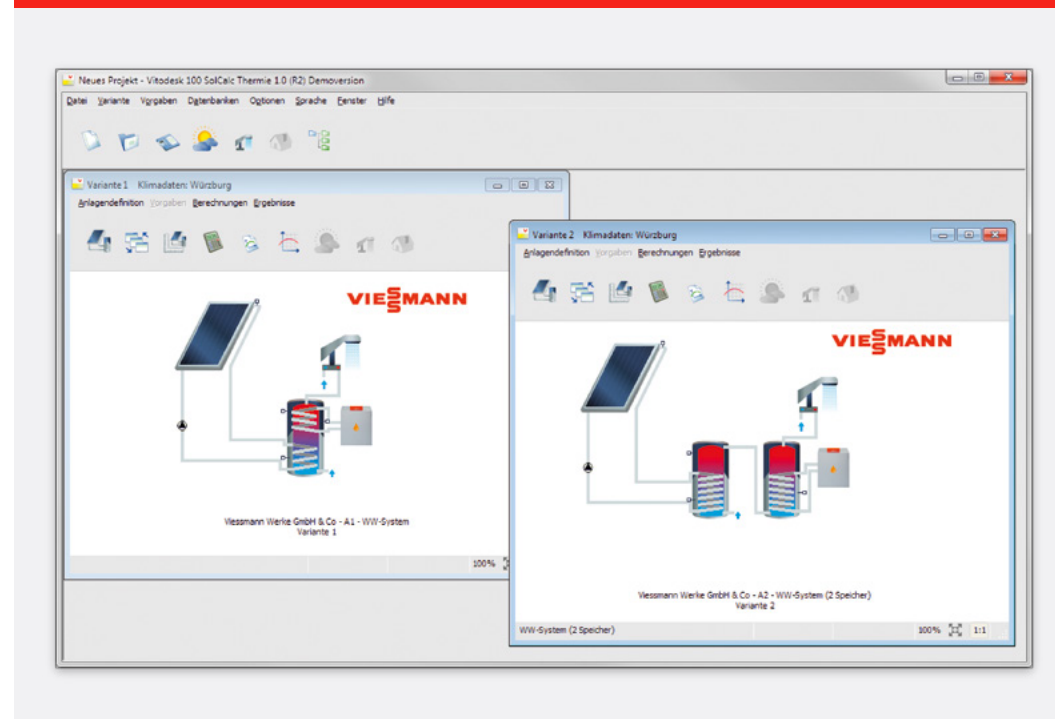 Neues Projekt - Vitodesk 100 SolCalc Thermie 1.0 (R2) Demoversion
Datei Variante Vorgaben Datenbanken Optionen Sprache Fenster Hilfe
Variante 1 Klimadaten: Würzburg
Anlagendefinition Vorgaben Berechnungen Ergebnisse
VIESSMANN
Viessmann Werke GmbH & Co - A1 - WW-System
Variante 1
100%
Variante 2 Klimadaten: Würzburg
Anlagendefinition Vorgaben Berechnungen Ergebnisse
VIESSMANN
Viessmann Werke GmbH & Co - A2 - WW-System (2 Speicher)
Variante 2
WW-System (2 Speicher) 100% 1:1